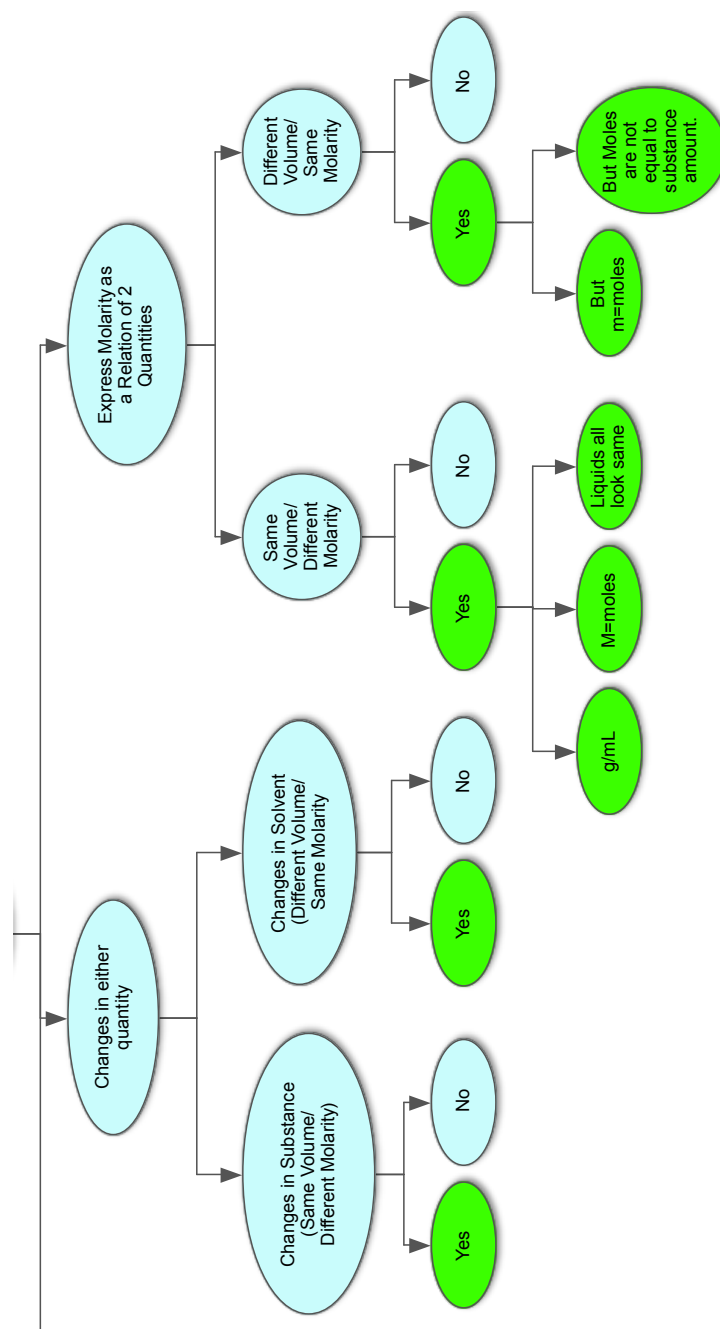 Changes in either
quantity
Express Molarity as
a Relation of 2
Quantities
Changes in Substance
(Same Volume/
Different Molarity)
Changes in Solvent
(Different Volume/
Same Molarity
Same
Volume/
Different
Molarity
Different
Volume/
Same
Molarity
Yes
No
Yes
No
Yes
No
Yes
No
g/mL
M=moles
Liquids all
look same
But
m=moles
But Moles
are not
equal to
substance
amount.